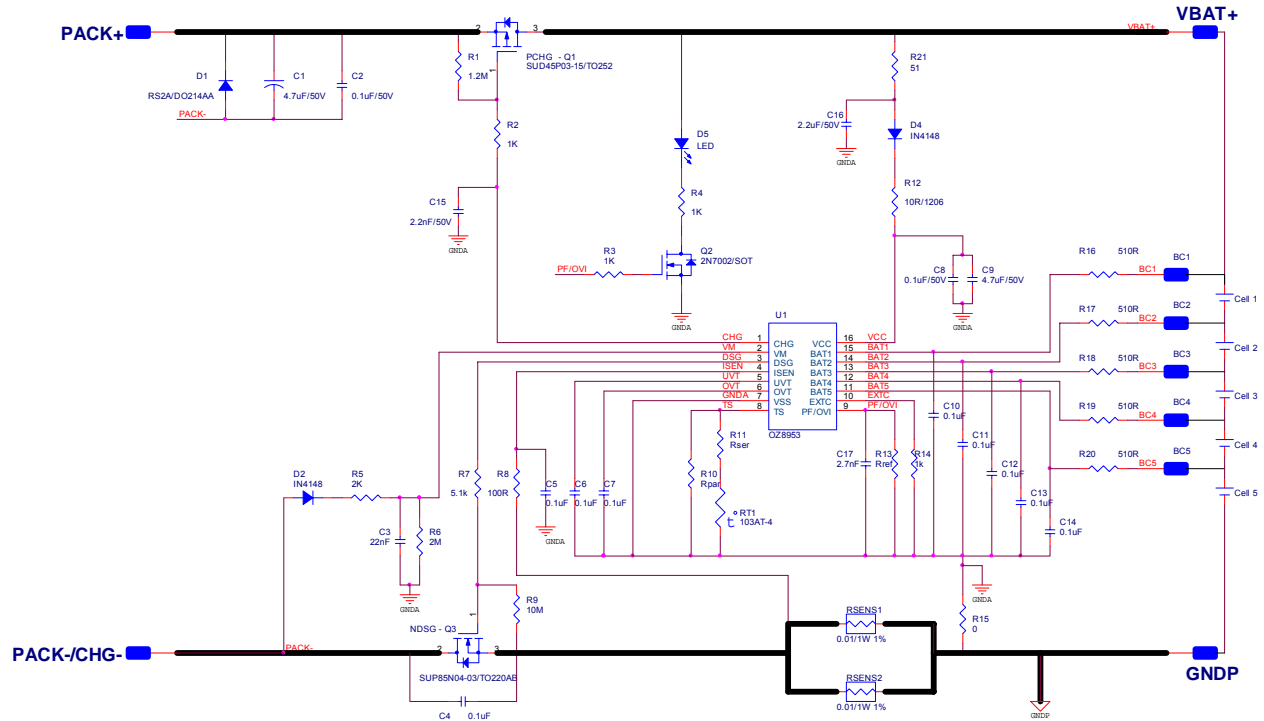 PACK+
VBAT+
VBAT+
2
3
1
PCHG - Q1
SUD45P03-15/TO252
R1
1.2M
D1
RS2A/DO214AA
C1
4.7uF/50V
C2
0.1uF/50V
PACK-
R2
1K
C15
2.2nF/50V
GNDA
D5
LED
R4
1K
Q2
2N7002/SOT
PF/OVI
R3
1K
GNDA
R21
51
C16
2.2uF/50V
GNDA
D4
IN4148
R12
10R/1206
C8
0.1uF/50V
C9
4.7uF/50V
GNDA
R16 510R BC1
BC1
Cell 1
R17 510R BC2
BC2
Cell 2
R18 510R BC3
BC3
Cell 3
R19 510R BC4
BC4
Cell 4
R20 510R BC5
BC5
Cell 5
U1
CHG 1 CHG VCC 16 VCC
VM 2 VM BAT1 15 BAT1
DSG 3 DSG BAT2 14 BAT2
ISEN 4 ISEN BAT3 13 BAT3
UVT 5 UVT BAT4 12 BAT4
OVT 6 OVT BAT5 11 BAT5
GNDA 7 VSS EXTC 10 EXTC
TS 8 TS PF/OVI 9 PF/OVI
OZ8953
C10
0.1uF
C11
0.1uF
C12
0.1uF
C13
0.1uF
C14
0.1uF
R11
Rser
R10
Rpar
RT1
103AT-4
t
C17
2.7nF
R13
Rref
R14
1k
D2
IN4148
R5
2K
C3
22nF
R6
2M
GNDA
R7
5.1k
R8
100R
C5
0.1uF
GNDA
C6
0.1uF
C7
0.1uF
GNDA
R15
0
R9
10M
1
NDSG - Q3
2
3
SUP85N04-03/TO220AB
C4
0.1uF
PACK-/CHG-
PACK-
RSENS1
0.01/1W 1%
RSENS2
0.01/1W 1%
GNDP
GNDP